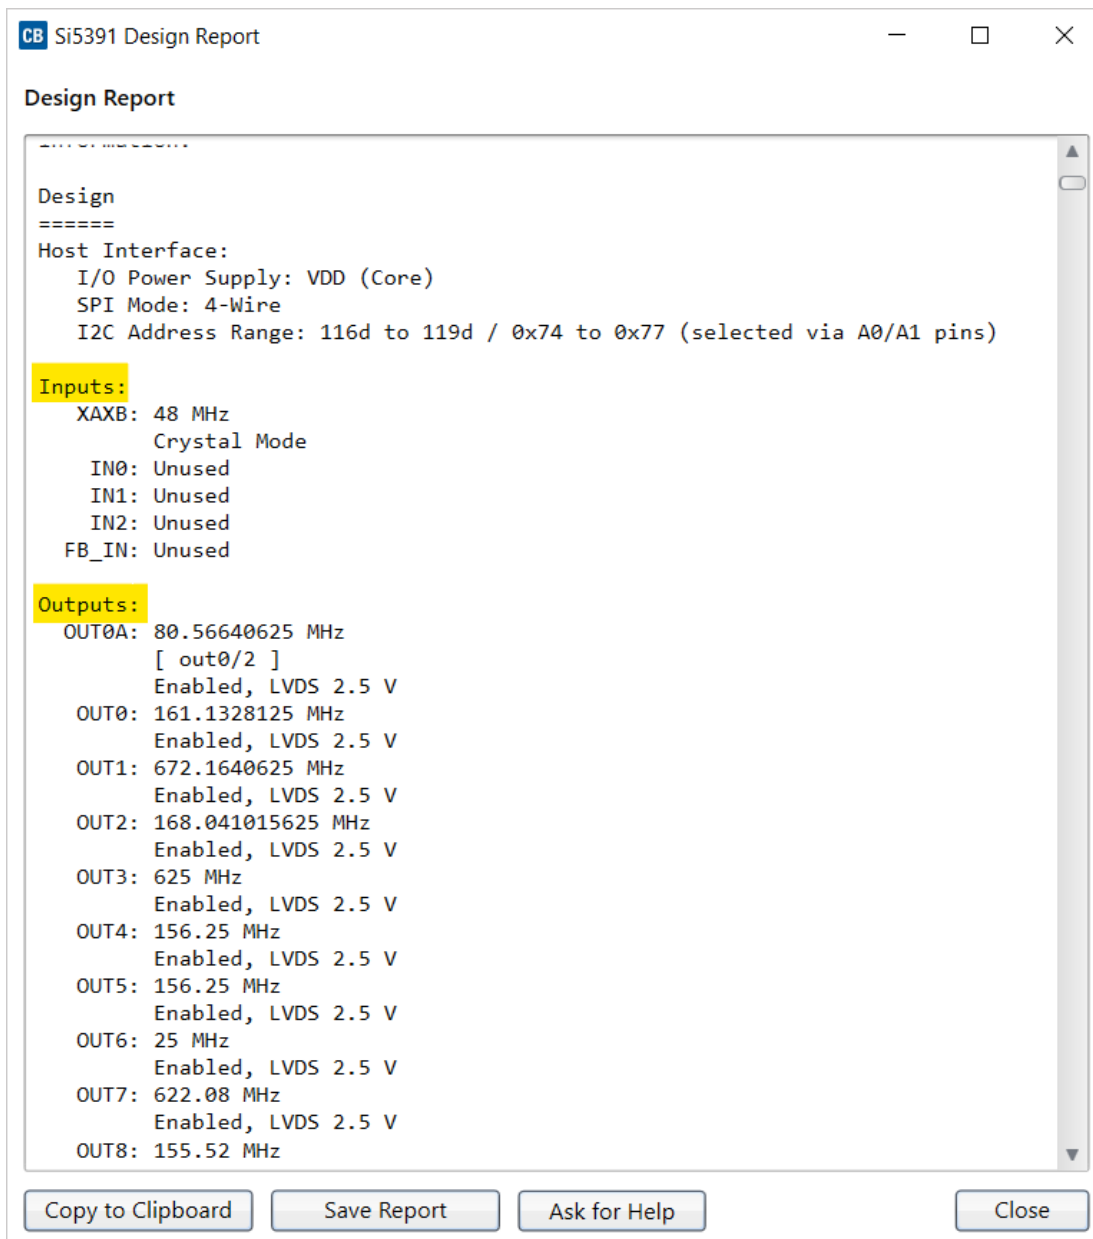 CB Si5391 Design Report
Design Report
Information:
Design
======
Host Interface:
I/O Power Supply: VDD (Core)
SPI Mode: 4-Wire
I2C Address Range: 116d to 119d / 0x74 to 0x77 (selected via A0/A1 pins)
Inputs:
XAXB: 48 MHz
Crystal Mode
IN0: Unused
IN1: Unused
IN2: Unused
FB_IN: Unused
Outputs:
OUT0A: 80.56640625 MHz
[ out0/2 ]
Enabled, LVDS 2.5 V
OUT0: 161.1328125 MHz
Enabled, LVDS 2.5 V
OUT1: 672.1640625 MHz
Enabled, LVDS 2.5 V
OUT2: 168.041015625 MHz
Enabled, LVDS 2.5 V
OUT3: 625 MHz
Enabled, LVDS 2.5 V
OUT4: 156.25 MHz
Enabled, LVDS 2.5 V
OUT5: 156.25 MHz
Enabled, LVDS 2.5 V
OUT6: 25 MHz
Enabled, LVDS 2.5 V
OUT7: 622.08 MHz
Enabled, LVDS 2.5 V
OUT8: 155.52 MHz
Copy to Clipboard Save Report Ask for Help Close